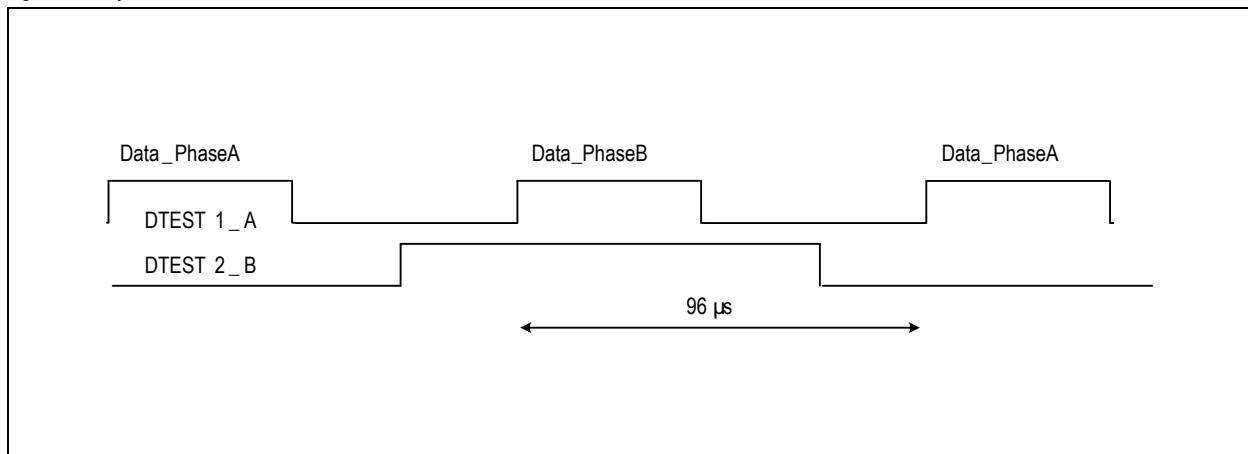 Data_PhaseA Data_PhaseB Data_PhaseA
DTEST 1_A
DTEST 2_B
96 µs